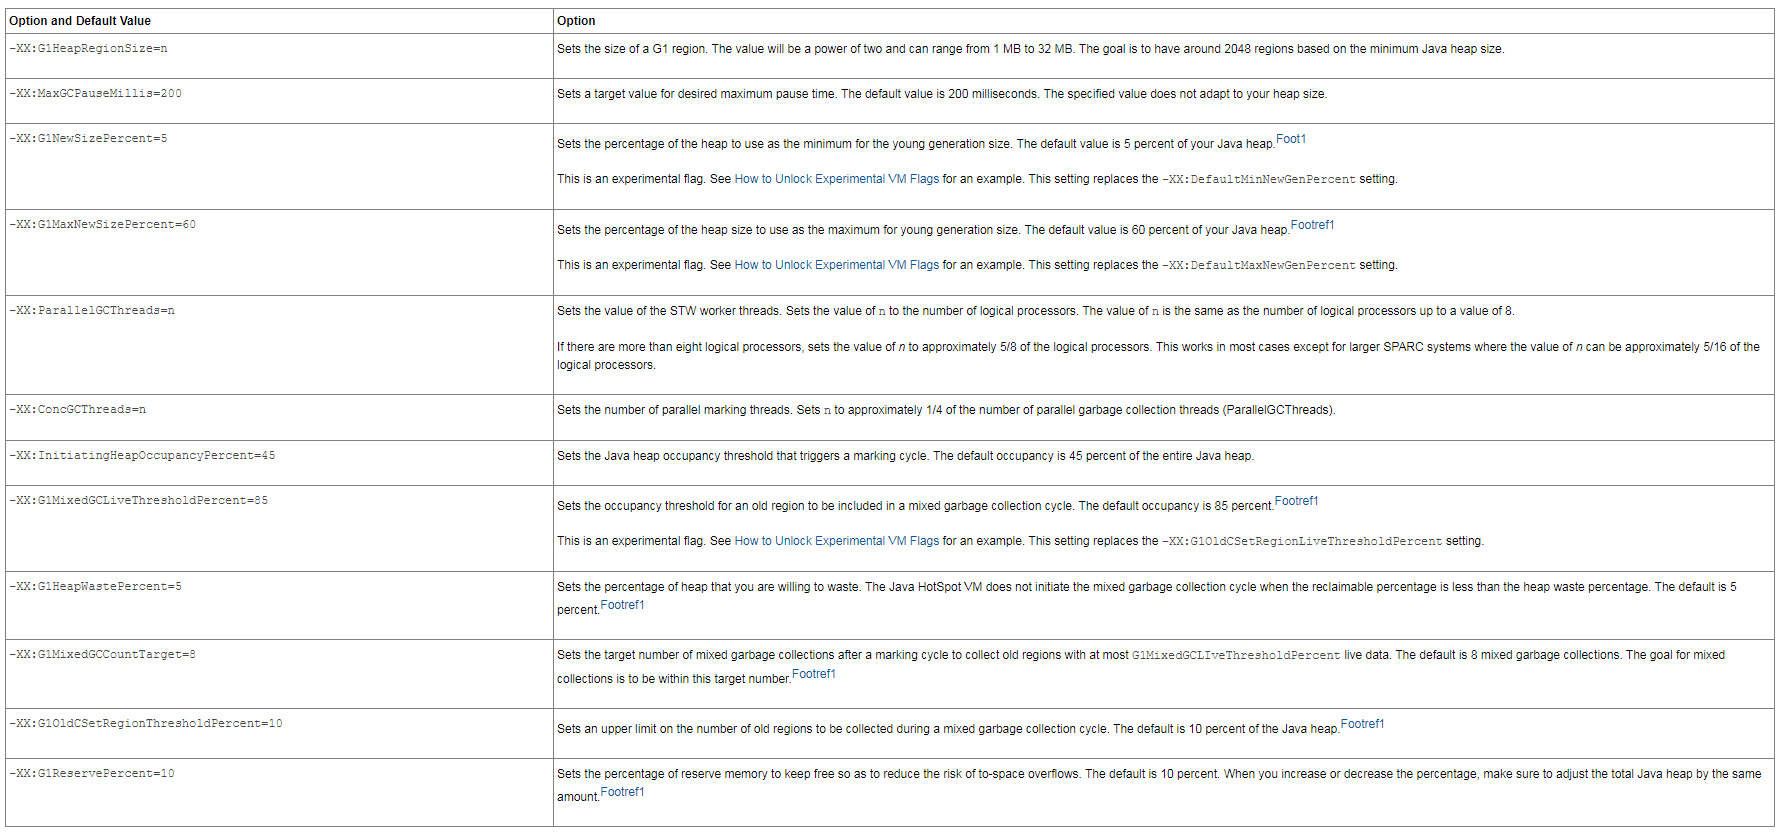 Option and Default Value Option
-XX:G1HeapRegionSize=n Sets the size of a G1 region. The value will be a power of two and can range from 1 MB to 32 MB. The goal is to have around 2048 regions based on the minimum Java heap size.
-XX:MaxGCPauseMillis=200 Sets a target value for desired maximum pause time. The default value is 200 milliseconds. The specified value does not adapt to your heap size.
-XX:G1NewSizePercent=5 Sets the percentage of the heap to use as the minimum for the young generation size. The default value is 5 percent of your Java heap.Foot1
This is an experimental flag. See How to Unlock Experimental VM Flags for an example. This setting replaces the -XX:DefaultMinNewGenPercent setting.
-XX:G1MaxNewSizePercent=60 Sets the percentage of the heap size to use as the maximum for young generation size. The default value is 60 percent of your Java heap.Footref1
This is an experimental flag. See How to Unlock Experimental VM Flags for an example. This setting replaces the -XX:DefaultMaxNewGenPercent setting.
-XX:ParallelGCThreads=n Sets the value of the STW worker threads. Sets the value of n to the number of logical processors. The value of n is the same as the number of logical processors up to a value of 8.
If there are more than eight logical processors, sets the value of n to approximately 5/8 of the logical processors. This works in most cases except for larger SPARC systems where the value of n can be approximately 5/16 of the
logical processors.
-XX:ConcGCThreads=n Sets the number of parallel marking threads. Sets n to approximately 1/4 of the number of parallel garbage collection threads (ParallelGCThreads).
-XX:InitiatingHeapOccupancyPercent=45 Sets the Java heap occupancy threshold that triggers a marking cycle. The default occupancy is 45 percent of the entire Java heap.
-XX:G1MixedGCLiveThresholdPercent=85 Sets the occupancy threshold for an old region to be included in a mixed garbage collection cycle. The default occupancy is 85 percent.Footref1
This is an experimental flag. See How to Unlock Experimental VM Flags for an example. This setting replaces the -XX:G1OldCSetRegionLiveThresholdPercent setting.
-XX:G1HeapWastePercent=5 Sets the percentage of heap that you are willing to waste. The Java HotSpot VM does not initiate the mixed garbage collection cycle when the reclaimable percentage is less than the heap waste percentage. The default is 5
percent.Footref1
-XX:G1MixedGCCountTarget=8 Sets the target number of mixed garbage collections after a marking cycle to collect old regions with at most G1MixedGCLIveThresholdPercent live data. The default is 8 mixed garbage collections. The goal for mixed
collections is to be within this target number.Footref1
-XX:G1OldCSetRegionThresholdPercent=10 Sets an upper limit on the number of old regions to be collected during a mixed garbage collection cycle. The default is 10 percent of the Java heap.Footref1
-XX:G1ReservePercent=10 Sets the percentage of reserve memory to keep free so as to reduce the risk of to-space overflows. The default is 10 percent. When you increase or decrease the percentage, make sure to adjust the total Java heap by the same
amount.Footref1